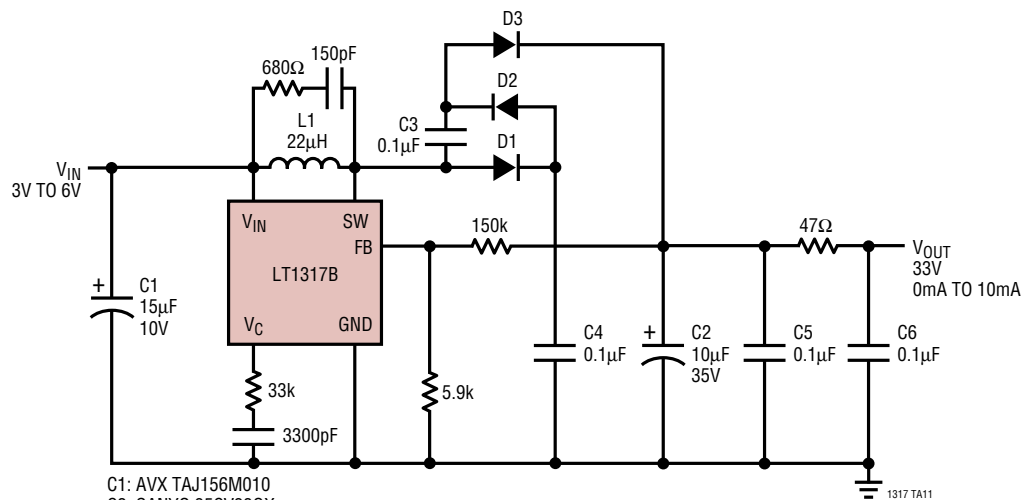 D3
150pF
680Ω
D2
L1
22µH
C3
0.1µF
D1
VIN
3V TO 6V
VIN
SW
150k
47Ω
FB
VOUT
33V
0mA TO 10mA
LT1317B
C1
15µF
10V
+
VC
GND
C4
0.1µF
+
C2
10µF
35V
C5
0.1µF
C6
0.1µF
33k
5.9k
3300pF
C1: AVX TAJ156M010
1317 TA11